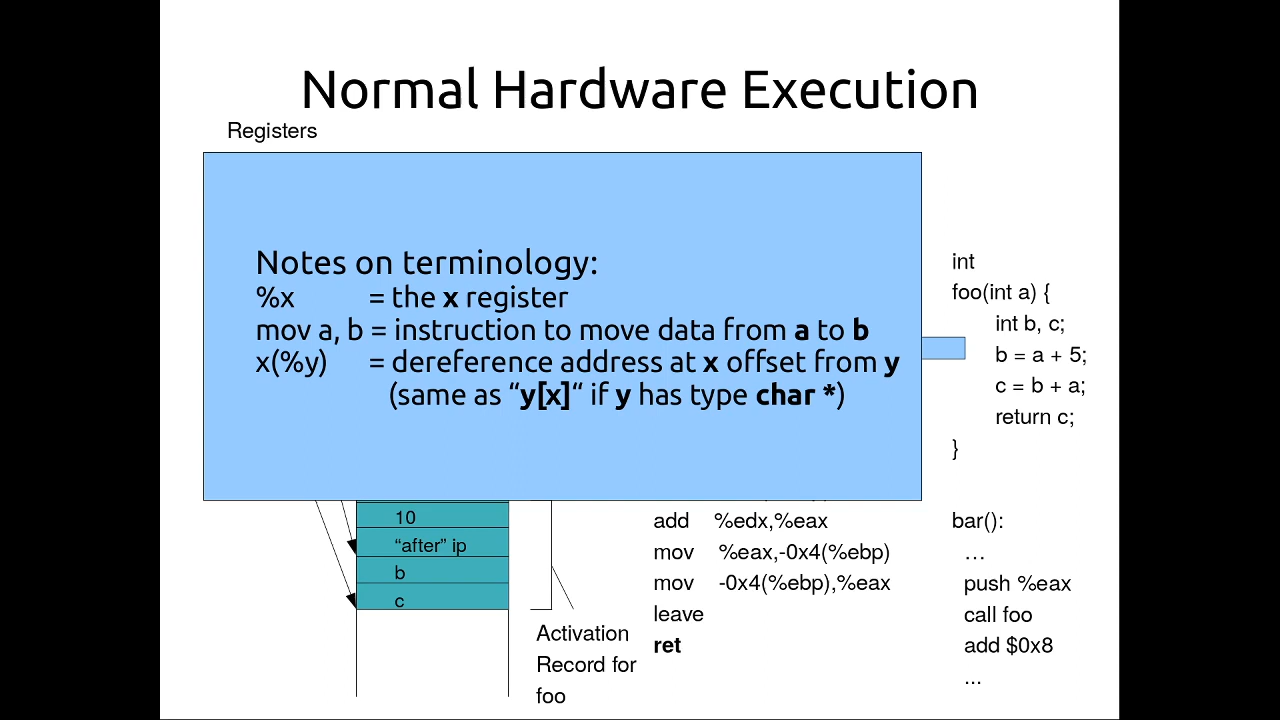 Normal Hardware Execution
Registers
Notes on terminology:
%x = the x register
mov a, b = instruction to move data from a to b
x(%y) = dereference address at x offset from y
(same as “y[x]“ if y has type char *)
int
foo(int a) {
int b, c;
b = a + 5;
c = b + a;
return c;
}
10
“after” ip
b
c
Activation
Record for
foo
add %edx,%eax
mov %eax,-0x4(%ebp)
mov -0x4(%ebp),%eax
leave
ret
bar():
…
push %eax
call foo
add $0x8
...